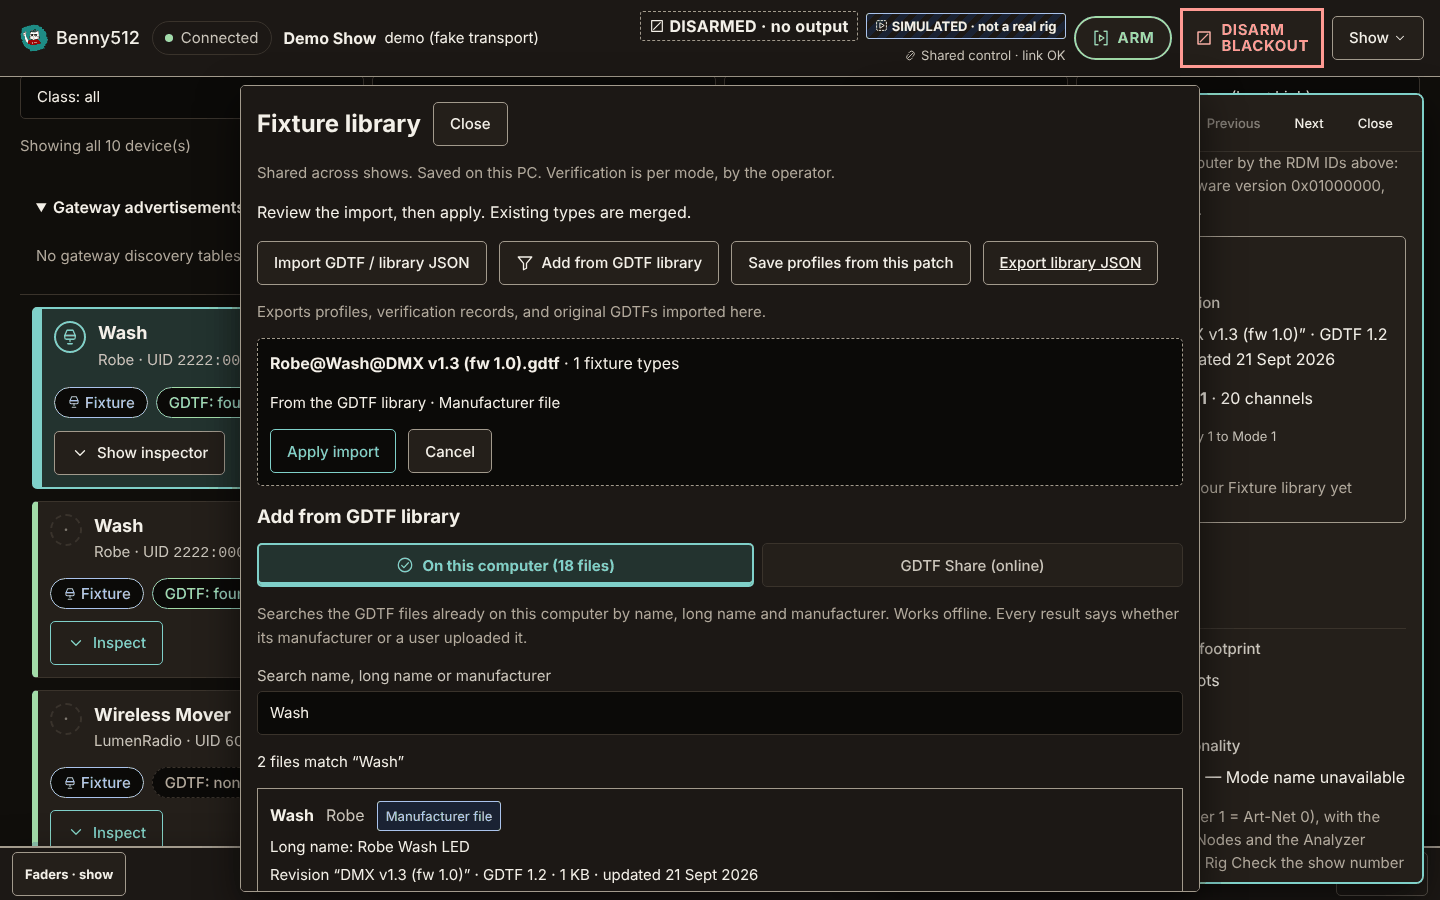 Benny512
Connected
Demo Show demo (fake transport)
DISARMED · no output
SIMULATED · not a real rig
Shared control · link OK
ARM
DISARM
BLACKOUT
Show
Class: all
Showing all 10 device(s)
Gateway advertisements
No gateway discovery tables
Wash
Robe · UID 2222:00
Fixture
GDTF: fou
Show inspector
Wash
Robe · UID 2222:000
Fixture
GDTF: four
Inspect
Wireless Mover
LumenRadio · UID 6
Fixture
GDTF: non
Inspect
Faders · show
Fixture library
Close
Shared across shows. Saved on this PC. Verification is per mode, by the operator.
Review the import, then apply. Existing types are merged.
Import GDTF / library JSON
Add from GDTF library
Save profiles from this patch
Export library JSON
Exports profiles, verification records, and original GDTFs imported here.
Robe@Wash@DMX v1.3 (fw 1.0).gdtf · 1 fixture types
From the GDTF library · Manufacturer file
Apply import
Cancel
Add from GDTF library
On this computer (18 files)
GDTF Share (online)
Searches the GDTF files already on this computer by name, long name and manufacturer. Works offline. Every result says whether
its manufacturer or a user uploaded it.
Search name, long name or manufacturer
Wash
2 files match “Wash”
Wash Robe Manufacturer file
Long name: Robe Wash LED
Revision “DMX v1.3 (fw 1.0)” · GDTF 1.2 · 1 KB · updated 21 Sept 2026
Previous
Next
Close
outer by the RDM IDs above:
ware version 0x01000000,
ion
v1.3 (fw 1.0)” · GDTF 1.2
ated 21 Sept 2026
1 · 20 channels
1 to Mode 1
our Fixture library yet
footprint
ots
nality
— Mode name unavailable
er 1 = Art-Net 0), with the
Nodes and the Analyzer
Rig Check the show number